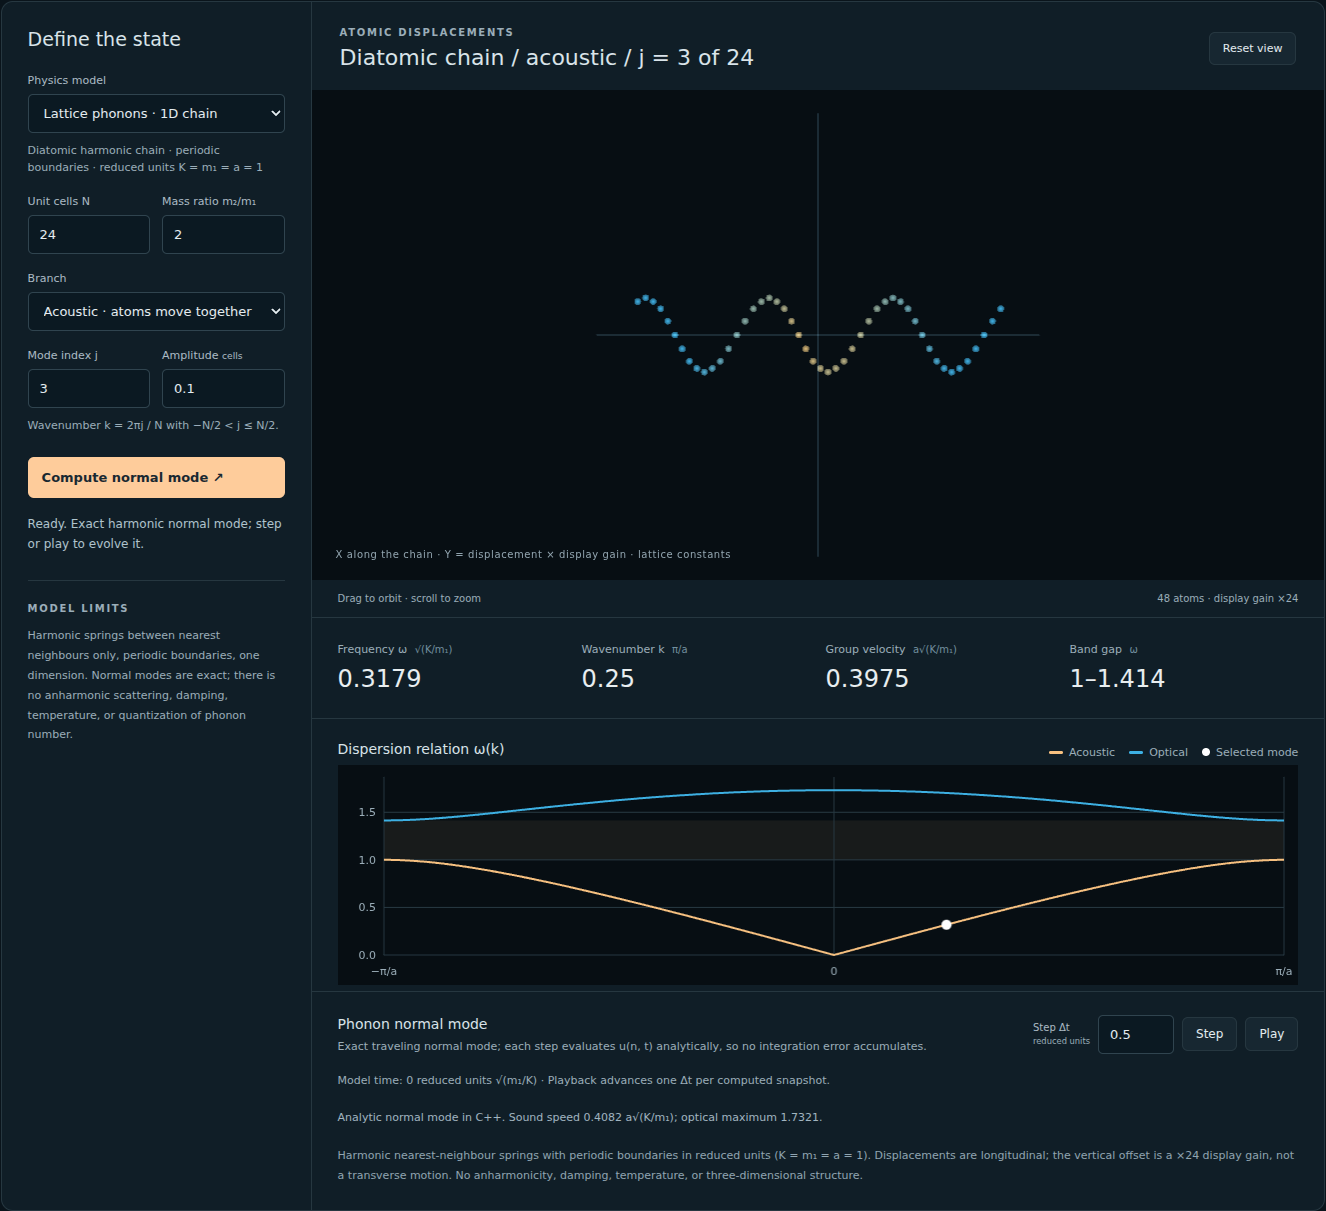 Define the state
Physics model
Lattice phonons · 1D chain
Diatomic harmonic chain · periodic
boundaries · reduced units K = m₁ = a = 1
Unit cells N
Mass ratio m₂/m₁
24
2
Branch
Acoustic · atoms move together
Mode index j
Amplitude cells
3
0.1
Wavenumber k = 2πj / N with −N/2 < j ≤ N/2.
Compute normal mode ↗
Ready. Exact harmonic normal mode; step
or play to evolve it.
MODEL LIMITS
Harmonic springs between nearest
neighbours only, periodic boundaries, one
dimension. Normal modes are exact; there is
no anharmonic scattering, damping,
temperature, or quantization of phonon
number.
ATOMIC DISPLACEMENTS
Diatomic chain / acoustic / j = 3 of 24
Reset view
X along the chain · Y = displacement × display gain · lattice constants
Drag to orbit · scroll to zoom
48 atoms · display gain ×24
Frequency ω √(K/m₁)
0.3179
Wavenumber k π/a
0.25
Group velocity a√(K/m₁)
0.3975
Band gap ω
1–1.414
Dispersion relation ω(k)
Acoustic
Optical
Selected mode
1.5
1.0
0.5
0.0
−π/a
0
π/a
Phonon normal mode
Exact traveling normal mode; each step evaluates u(n, t) analytically, so no integration error accumulates.
Step Δt
reduced units
0.5
Step
Play
Model time: 0 reduced units √(m₁/K) · Playback advances one Δt per computed snapshot.
Analytic normal mode in C++. Sound speed 0.4082 a√(K/m₁); optical maximum 1.7321.
Harmonic nearest-neighbour springs with periodic boundaries in reduced units (K = m₁ = a = 1). Displacements are longitudinal; the vertical offset is a ×24 display gain, not
a transverse motion. No anharmonicity, damping, temperature, or three-dimensional structure.